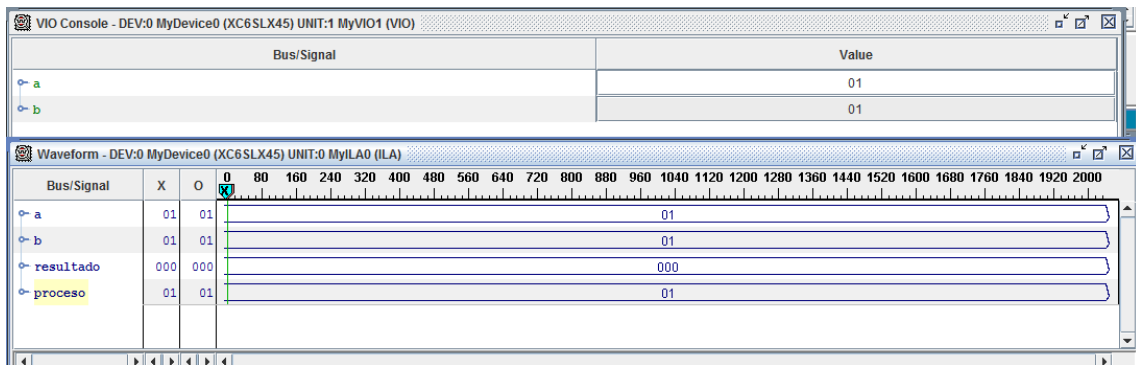 VIO Console - DEV:0 MyDevice0 (XC6SLX45) UNIT:1 MyVIO1 (VIO)
Bus/Signal Value
a 01
b 01
Waveform - DEV:0 MyDevice0 (XC6SLX45) UNIT:0 MyILA0 (ILA)
Bus/Signal X O 0 80 160 240 320 400 480 560 640 720 800 880 960 1040 1120 1200 1280 1360 1440 1520 1600 1680 1760 1840 1920 2000
X
a 01 01 01
b 01 01 01
resultado 000 000 000
proceso 01 01 01